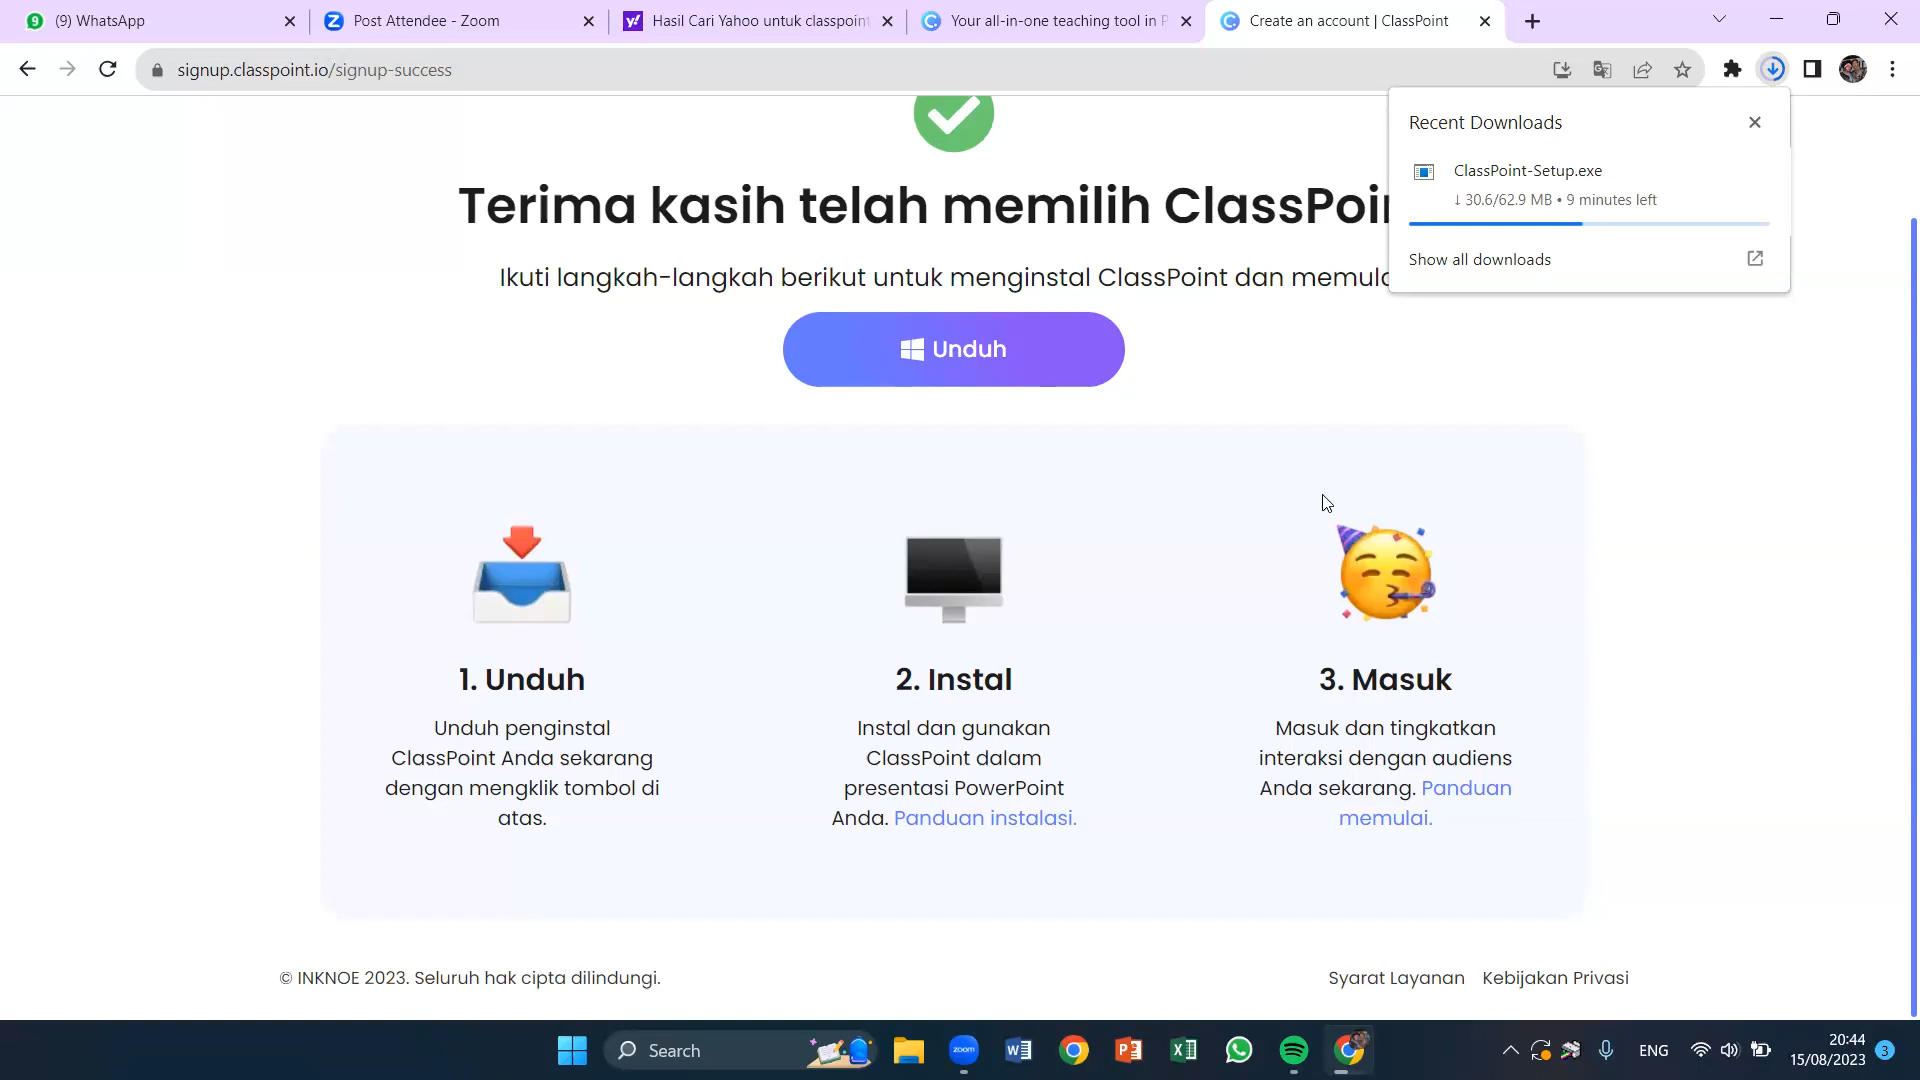 (9) WhatsApp
Post Attendee - Zoom
Hasil Cari Yahoo untuk classpoint
Your all-in-one teaching tool in P
Create an account | ClassPoint
signup.classpoint.io/signup-success
Recent Downloads
ClassPoint-Setup.exe
↓ 30.6/62.9 MB • 9 minutes left
Show all downloads
Terima kasih telah memilih ClassPoin
Ikuti langkah-langkah berikut untuk menginstal ClassPoint dan memula
Unduh
1. Unduh
Unduh penginstal
ClassPoint Anda sekarang
dengan mengklik tombol di
atas.
2. Instal
Instal dan gunakan
ClassPoint dalam
presentasi PowerPoint
Anda. Panduan instalasi.
3. Masuk
Masuk dan tingkatkan
interaksi dengan audiens
Anda sekarang. Panduan
memulai.
© INKNOE 2023. Seluruh hak cipta dilindungi.
Syarat Layanan Kebijakan Privasi
Search
zoom
ENG
20:44
15/08/2023
3